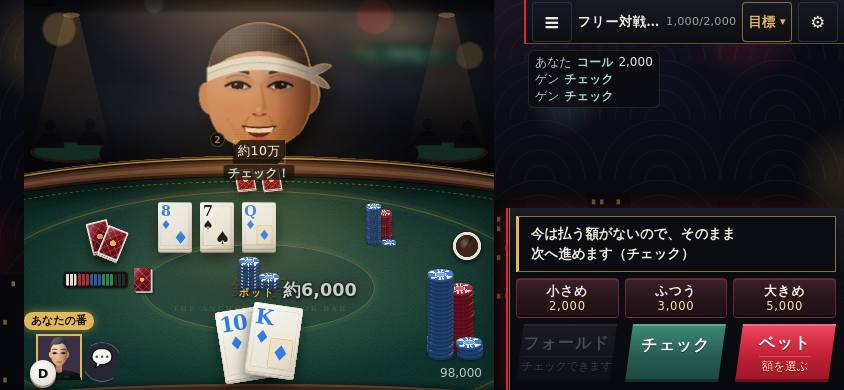 フリー対戦… 1,000/2,000 目標 ▾
あなた コール 2,000
ゲン チェック
ゲン チェック
2
約10万
チェック！
8 7 Q
ポット 約6,000
10 K
あなたの番
D
98,000
今は払う額がないので、そのまま
次へ進めます（チェック）
小さめ ふつう 大きめ
2,000 3,000 5,000
フォールド チェック ベット
チェックできます 額を選ぶ